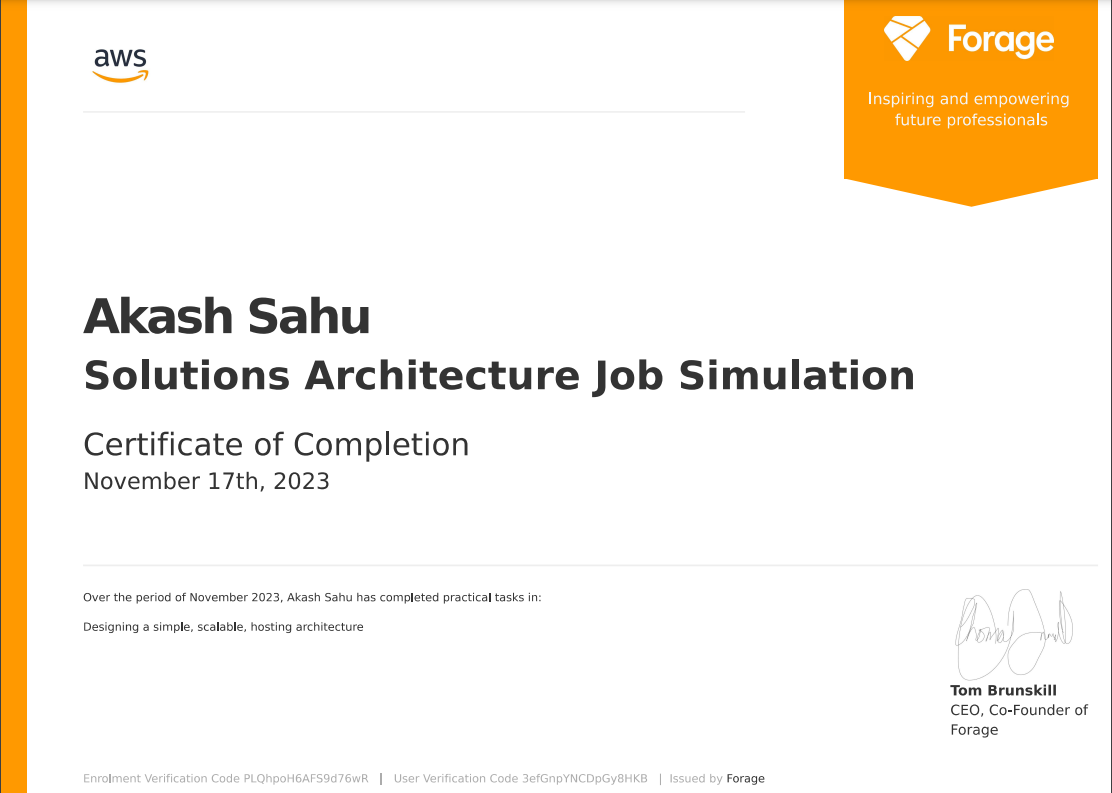 aws
Forage
Inspiring and empowering
future professionals
Akash Sahu
Solutions Architecture Job Simulation
Certificate of Completion
November 17th, 2023
Over the period of November 2023, Akash Sahu has completed practical tasks in:
Designing a simple, scalable, hosting architecture
Tom Brunskill
CEO, Co-Founder of
Forage
Enrolment Verification Code PLQhpoH6AFS9d76wR | User Verification Code 3efGnpYNCDpGy8HKB | Issued by Forage